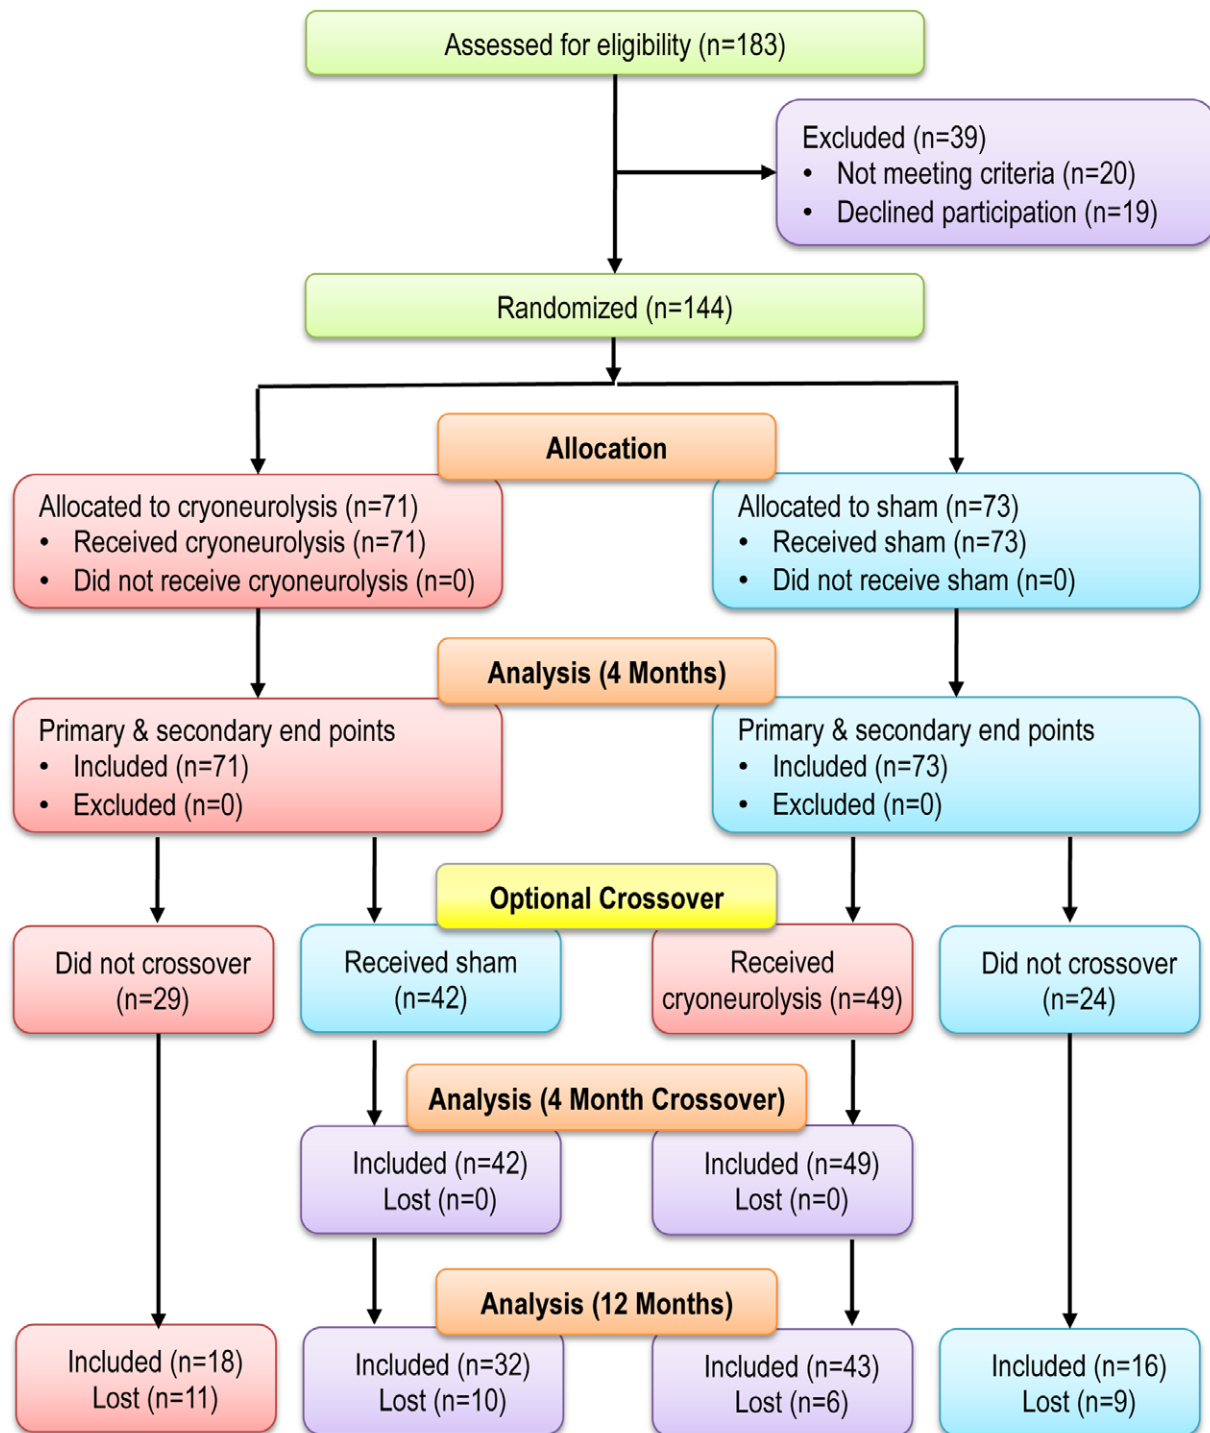 Assessed for eligibility (n=183)
Excluded (n=39)
• Not meeting criteria (n=20)
• Declined participation (n=19)
Randomized (n=144)
Allocation
Allocated to cryoneurolysis (n=71)
• Received cryoneurolysis (n=71)
• Did not receive cryoneurolysis (n=0)
Allocated to sham (n=73)
• Received sham (n=73)
• Did not receive sham (n=0)
Analysis (4 Months)
Primary & secondary end points
• Included (n=71)
• Excluded (n=0)
Primary & secondary end points
• Included (n=73)
• Excluded (n=0)
Optional Crossover
Did not crossover
(n=29)
Received sham
(n=42)
Received
cryoneurolysis (n=49)
Did not crossover
(n=24)
Analysis (4 Month Crossover)
Included (n=42)
Lost (n=0)
Included (n=49)
Lost (n=0)
Analysis (12 Months)
Included (n=18)
Lost (n=11)
Included (n=32)
Lost (n=10)
Included (n=43)
Lost (n=6)
Included (n=16)
Lost (n=9)